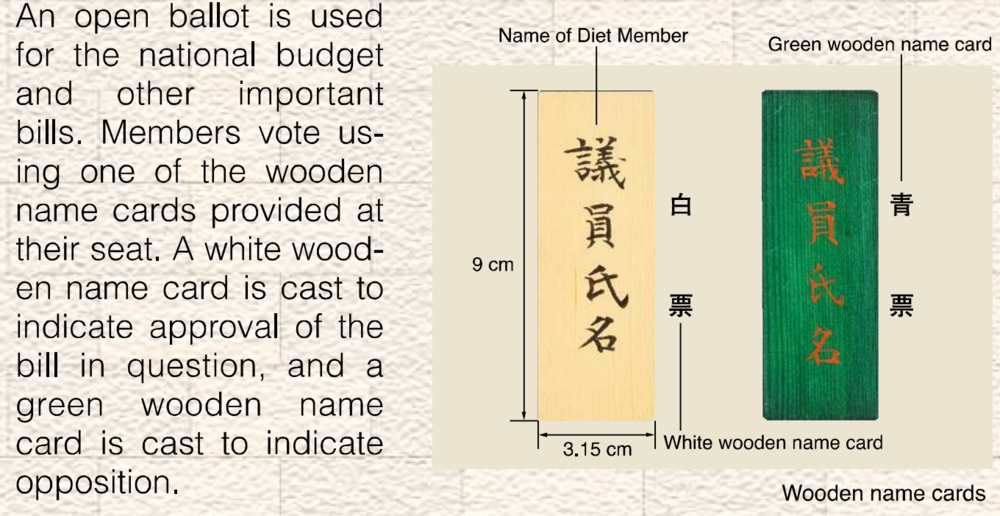 An open ballot is used
for the national budget
and other important
bills. Members vote us-
ing one of the wooden
name cards provided at
their seat. A white wood-
en name card is cast to
indicate approval of the
bill in question, and a
green wooden name
card is cast to indicate
opposition.
Name of Diet Member
Green wooden name card
議員氏名
白票
議員氏名
青票
9 cm
3.15 cm
White wooden name card
Wooden name cards